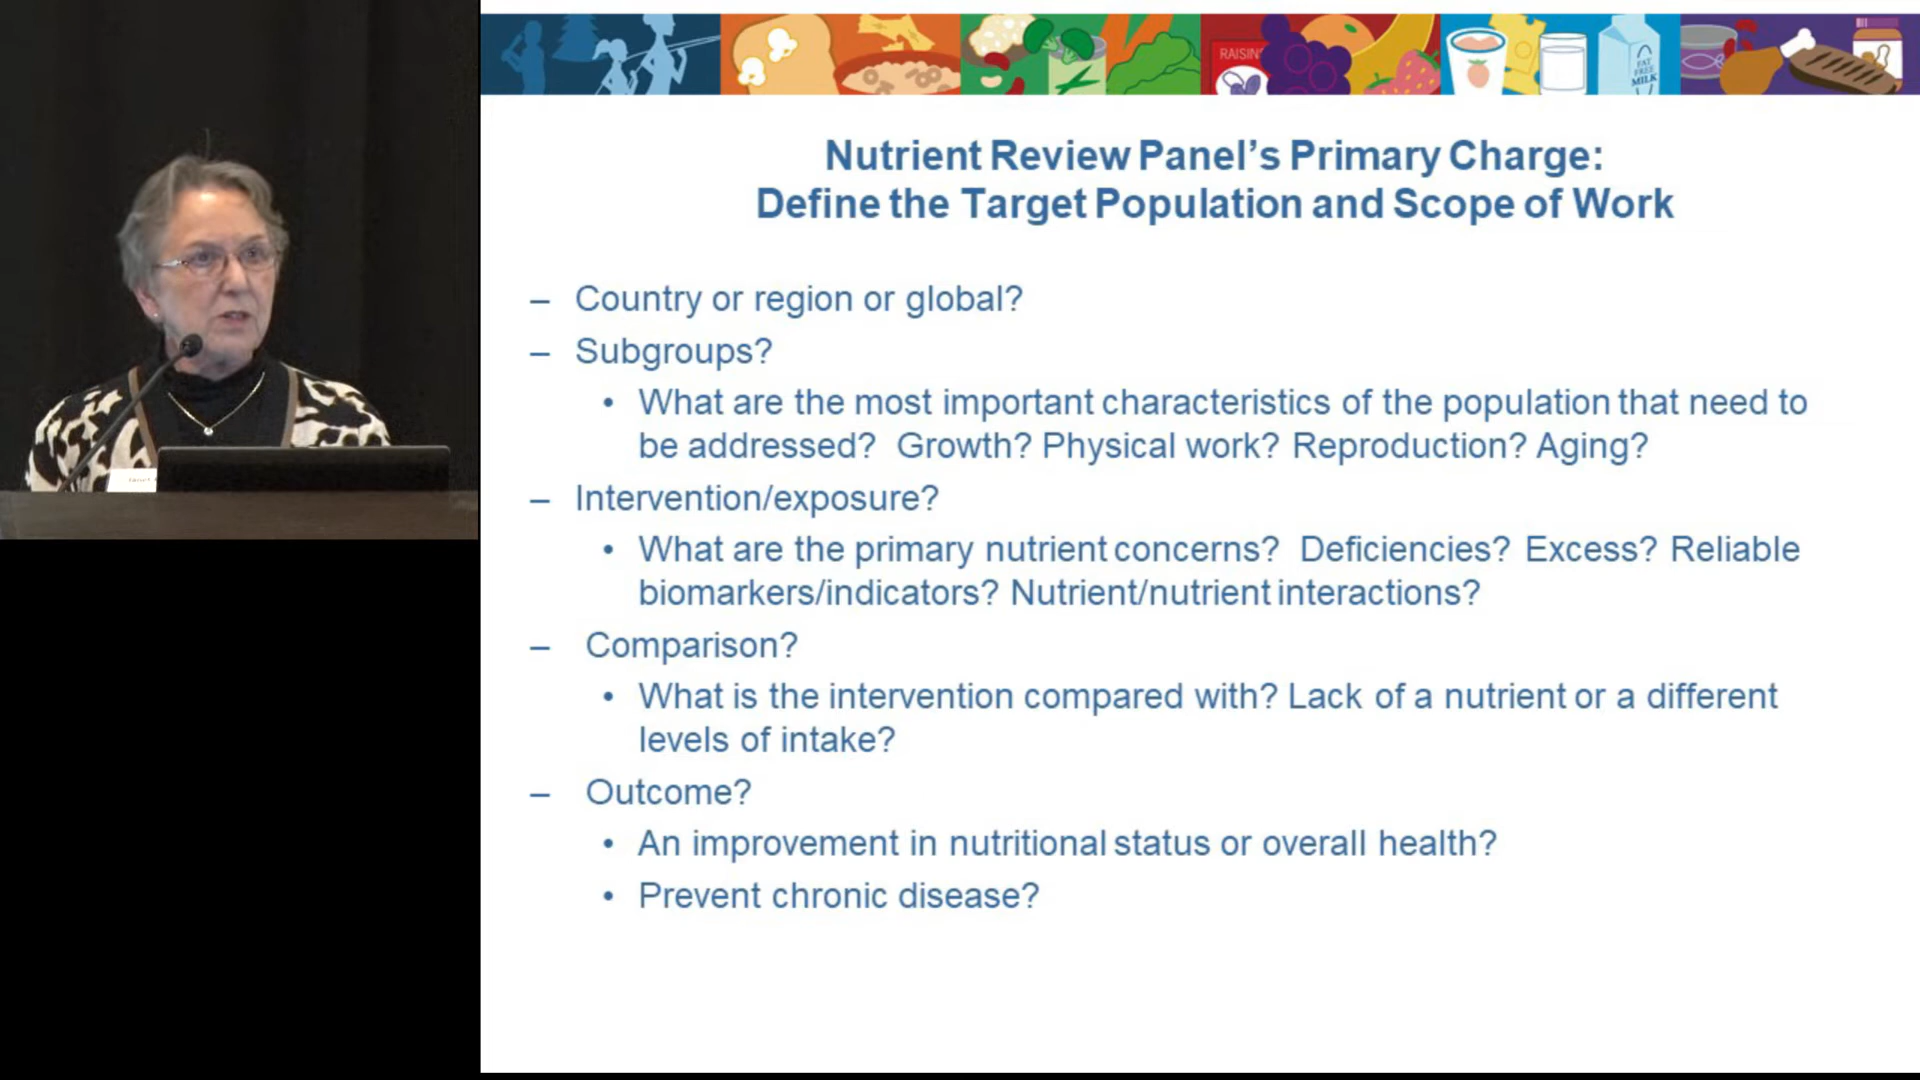 RAISINS
FAT
FREE
MILK
Nutrient Review Panel’s Primary Charge:
Define the Target Population and Scope of Work
– Country or region or global?
– Subgroups?
• What are the most important characteristics of the population that need to
be addressed? Growth? Physical work? Reproduction? Aging?
– Intervention/exposure?
• What are the primary nutrient concerns? Deficiencies? Excess? Reliable
biomarkers/indicators? Nutrient/nutrient interactions?
– Comparison?
• What is the intervention compared with? Lack of a nutrient or a different
levels of intake?
– Outcome?
• An improvement in nutritional status or overall health?
• Prevent chronic disease?